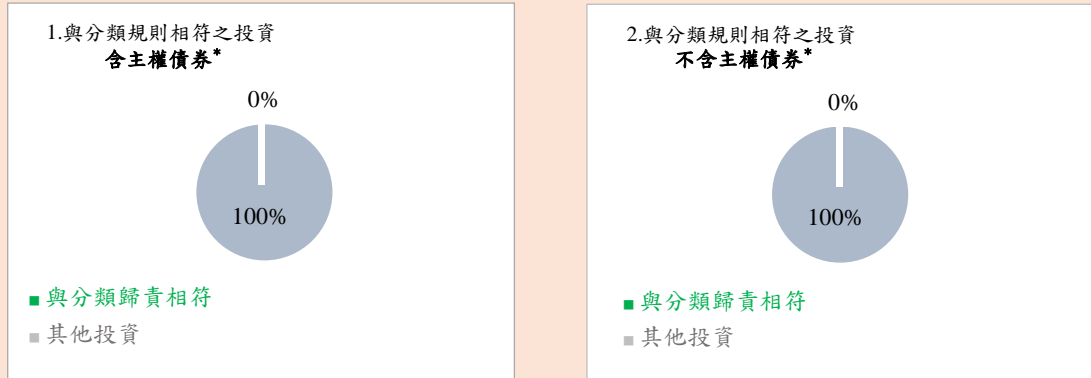 1.與分類規則相符之投資
含主權債券*
0%
100%
■ 與分類歸責相符
■ 其他投資
2.與分類規則相符之投資
不含主權債券*
0%
100%
■ 與分類歸責相符
■ 其他投資